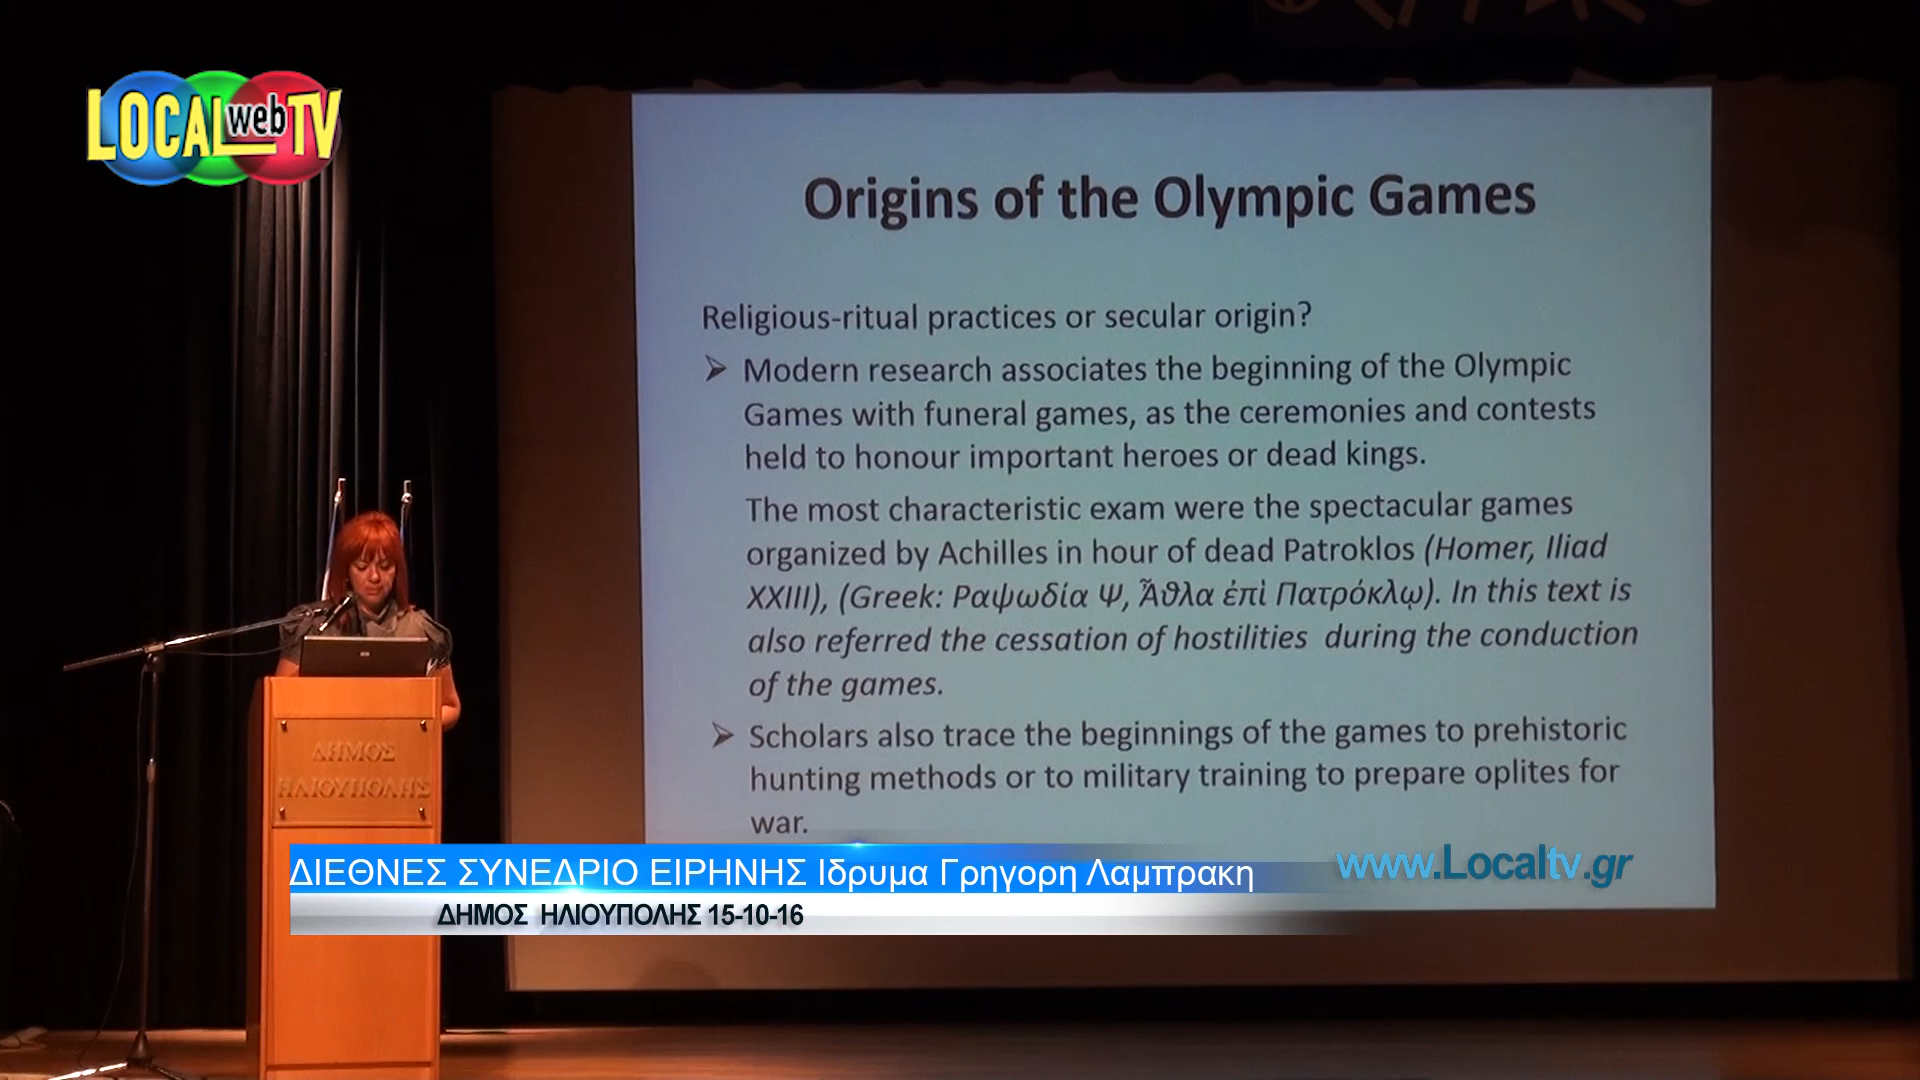 LOCAL web TV
Origins of the Olympic Games
Religious-ritual practices or secular origin?
➢ Modern research associates the beginning of the Olympic
Games with funeral games, as the ceremonies and contests
held to honour important heroes or dead kings.
The most characteristic exam were the spectacular games
organized by Achilles in hour of dead Patroklos (Homer, Iliad
XXIII), (Greek: Ραψωδία Ψ, Ἆθλα ἐπὶ Πατρόκλῳ). In this text is
also referred the cessation of hostilities during the conduction
of the games.
➢ Scholars also trace the beginnings of the games to prehistoric
hunting methods or to military training to prepare oplites for
war.
ΔΗΜΟΣ
ΗΛΙΟΥΠΟΛΗΣ
ΔΙΕΘΝΕΣ ΣΥΝΕΔΡΙΟ ΕΙΡΗΝΗΣ Ιδρυμα Γρηγορη Λαμπρακη
www.Localtv.gr
ΔΗΜΟΣ ΗΛΙΟΥΠΟΛΗΣ 15-10-16